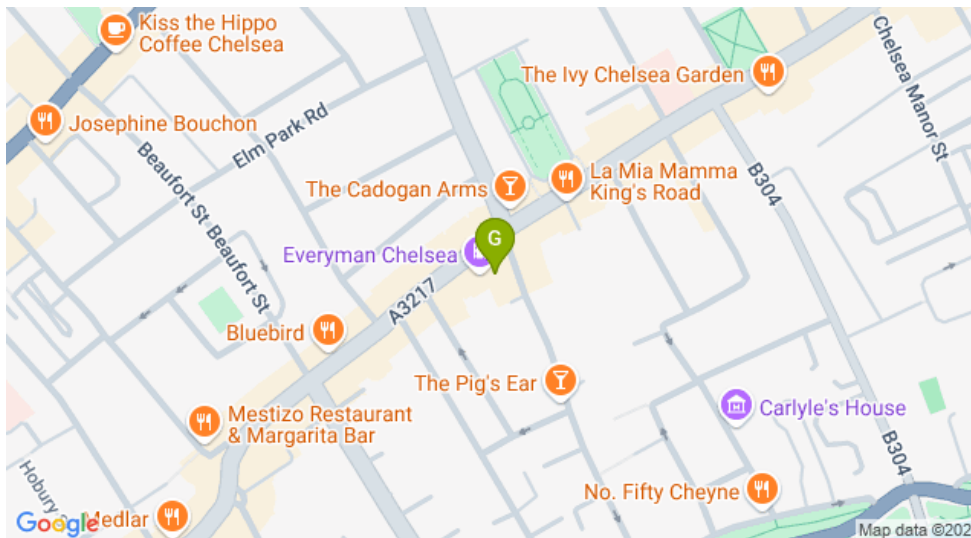 Kiss the Hippo
Coffee Chelsea
The Ivy Chelsea Garden
Chelsea Manor St
Josephine Bouchon
Elm Park Rd
Beaufort St
Beaufort St
La Mia Mamma
King's Road
The Cadogan Arms
B304
G
Everyman Chelsea
A3217
Bluebird
The Pig's Ear
Carlyle's House
Mestizo Restaurant
& Margarita Bar
B304
No. Fifty Cheyne
Hobury
Medlar
Google
Map data ©202